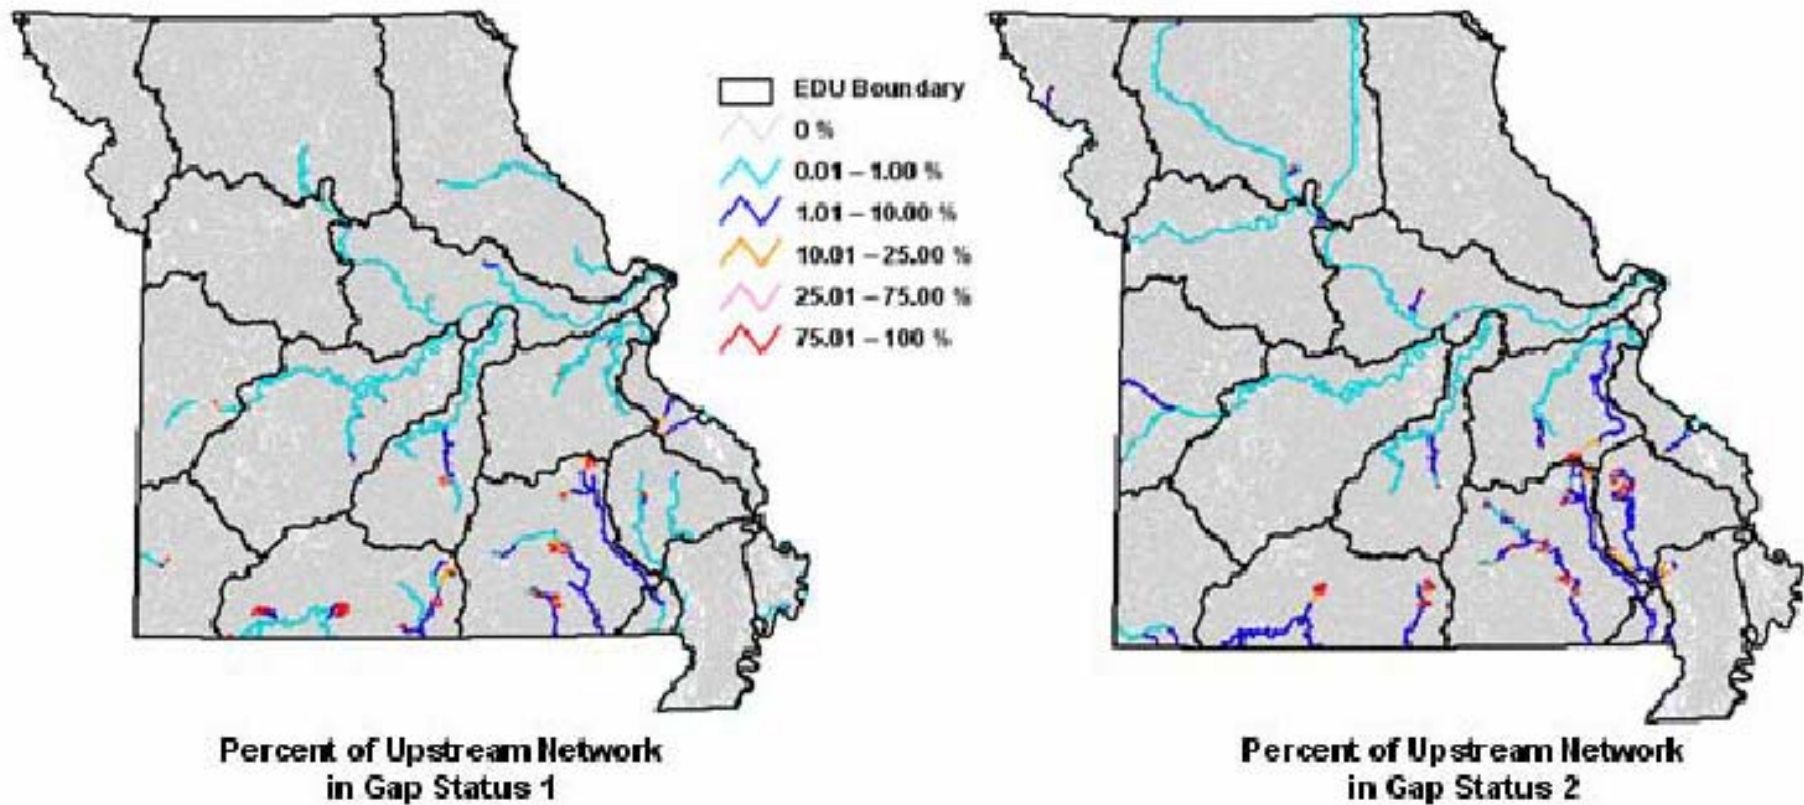 EDU Boundary
0 %
0.01 – 1.00 %
1.01 – 10.00 %
10.01 – 25.00 %
25.01 – 75.00 %
75.01 – 100 %
Percent of Upstream Network
in Gap Status 1
Percent of Upstream Network
in Gap Status 2